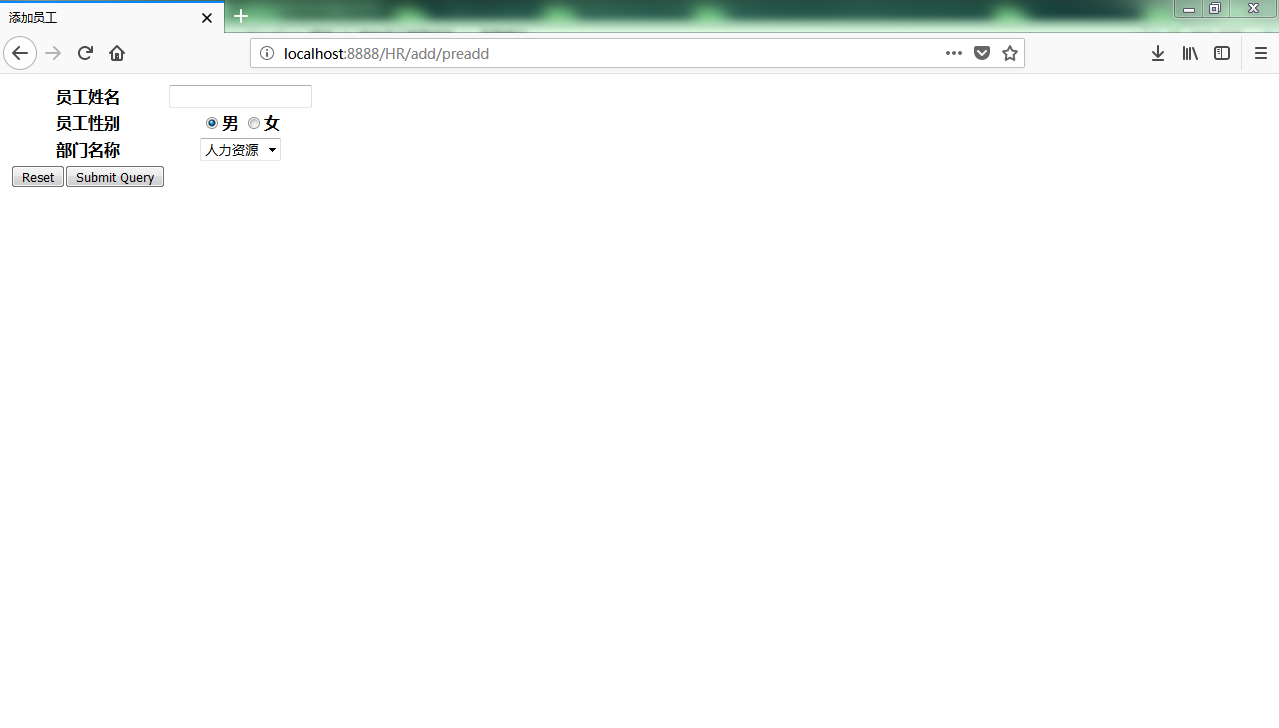 添加员工
localhost:8888/HR/add/preadd
员工姓名
员工性别 男 女
部门名称 人力资源
Reset Submit Query